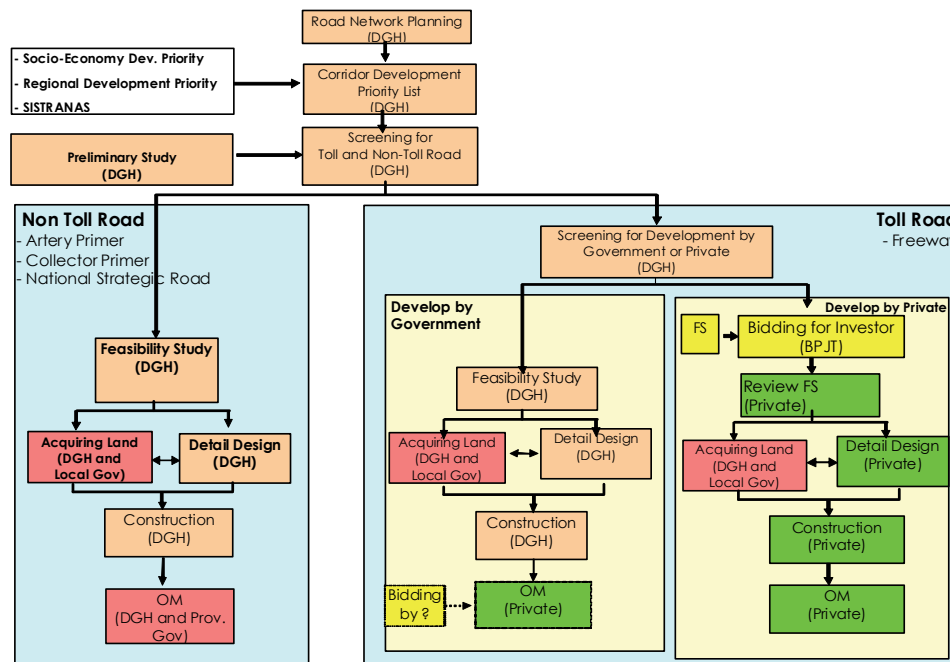 Road Network Planning
(DGH)
- Socio-Economy Dev. Priority
- Regional Development Priority
- SISTRANAS
Corridor Development
Priority List
(DGH)
Screening for
Toll and Non-Toll Road
(DGH)
Preliminary Study
(DGH)
Non Toll Road
- Artery Primer
- Collector Primer
- National Strategic Road
Feasibility Study
(DGH)
Acquiring Land
(DGH and
Local Gov)
Detail Design
(DGH)
Construction
(DGH)
OM
(DGH and Prov.
Gov)
Toll Road
- Freeway
Screening for Development by
Government or Private
(DGH)
Develop by
Government
Feasibility Study
(DGH)
Acquiring Land
(DGH and
Local Gov)
Detail Design
(DGH)
Construction
(DGH)
Bidding
by ?
OM
(Private)
Develop by Private
FS
Bidding for Investor
(BPJT)
Review FS
(Private)
Acquiring Land
(DGH and
Local Gov)
Detail Design
(Private)
Construction
(Private)
OM
(Private)